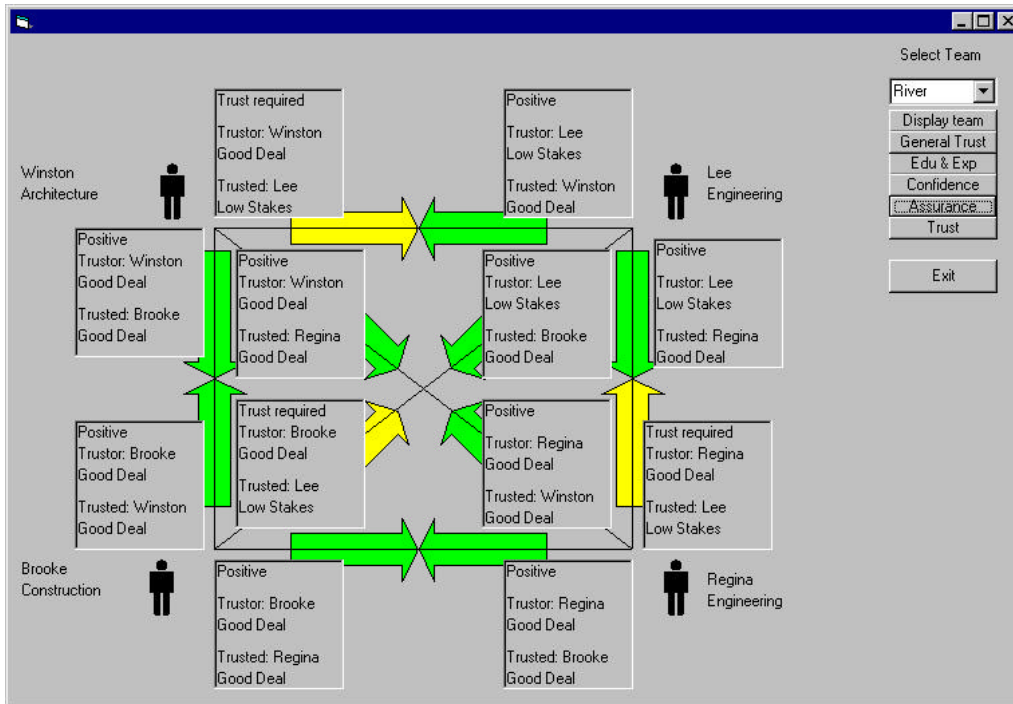 Select Team
River
Display team
General Trust
Edu & Exp
Confidence
Assurance
Trust
Exit
Trust required
Trustor: Winston
Good Deal
Trusted: Lee
Low Stakes
Positive
Trustor: Lee
Low Stakes
Trusted: Winston
Good Deal
Winston
Architecture
Lee
Engineering
Positive
Trustor: Winston
Good Deal
Trusted: Brooke
Good Deal
Positive
Trustor: Winston
Good Deal
Trusted: Regina
Good Deal
Positive
Trustor: Lee
Low Stakes
Trusted: Brooke
Good Deal
Positive
Trustor: Lee
Low Stakes
Trusted: Regina
Good Deal
Positive
Trustor: Brooke
Good Deal
Trusted: Winston
Good Deal
Trust required
Trustor: Brooke
Good Deal
Trusted: Lee
Low Stakes
Positive
Trustor: Regina
Good Deal
Trusted: Winston
Good Deal
Trust required
Trustor: Regina
Good Deal
Trusted: Lee
Low Stakes
Brooke
Construction
Regina
Engineering
Positive
Trustor: Brooke
Good Deal
Trusted: Regina
Good Deal
Positive
Trustor: Regina
Good Deal
Trusted: Brooke
Good Deal